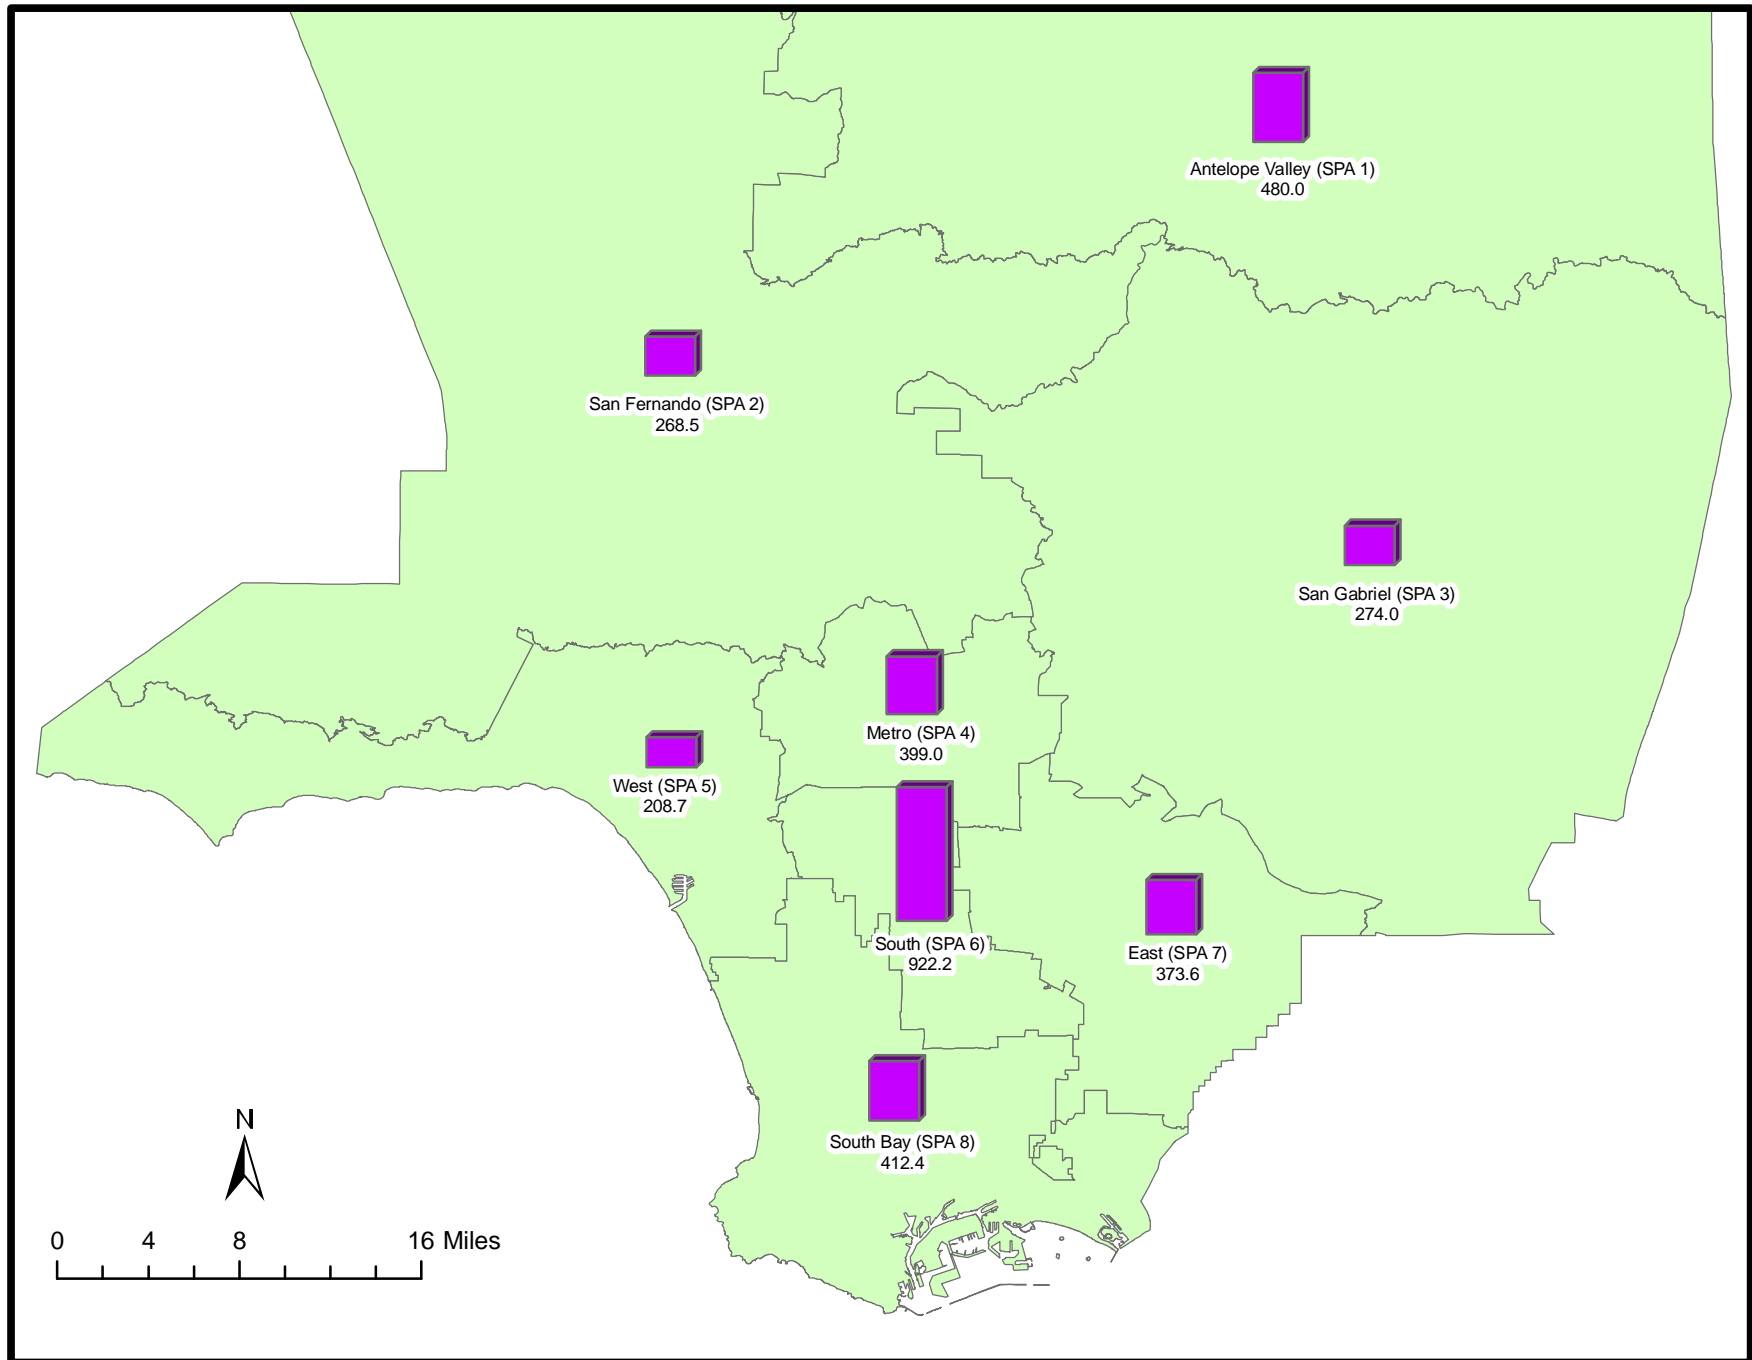 Antelope Valley (SPA 1)
480.0
San Fernando (SPA 2)
268.5
San Gabriel (SPA 3)
274.0
Metro (SPA 4)
399.0
West (SPA 5)
208.7
South (SPA 6)
922.2
East (SPA 7)
373.6
South Bay (SPA 8)
412.4
N
0 4 8 16 Miles